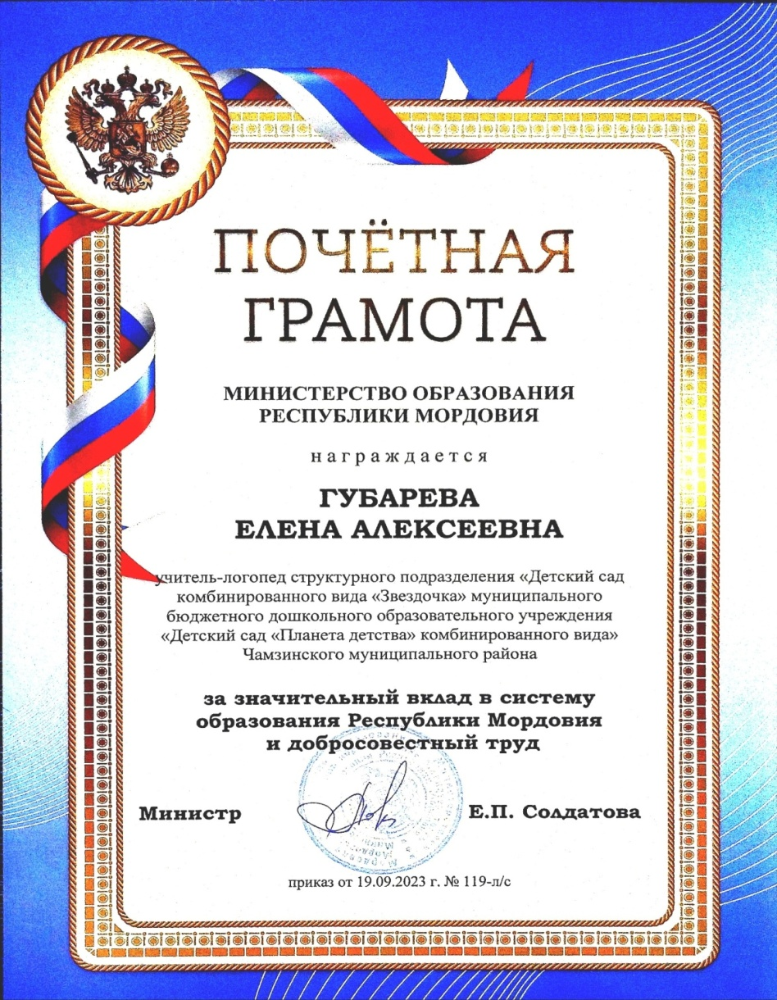 ПОЧЁТНАЯ
ГРАМОТА
МИНИСТЕРСТВО ОБРАЗОВАНИЯ
РЕСПУБЛИКИ МОРДОВИЯ
награждается
ГУБАРЕВА
ЕЛЕНА АЛЕКСЕЕВНА
учитель-логопед структурного подразделения «Детский сад
комбинированного вида «Звездочка» муниципального
бюджетного дошкольного образовательного учреждения
«Детский сад «Планета детства» комбинированного вида»
Чамзинского муниципального района
за значительный вклад в систему
образования Республики Мордовия
и добросовестный труд
Министр
Е.П. Солдатова
приказ от 19.09.2023 г. № 119-л/с